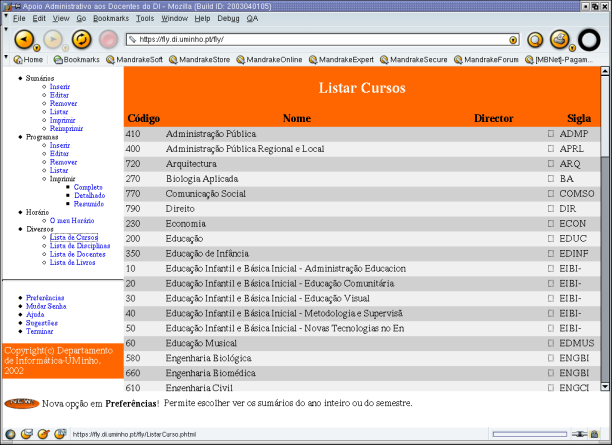 Apoio Administrativo aos Docentes do DI - Mozilla {Build ID: 2003040105}
File Edit View Go Bookmarks Tools Window Help Debug QA
https://fly.di.uminho.pt/fly/
Home Bookmarks MandrakeSoft MandrakeStore MandrakeOnline MandrakeExpert MandrakeSecure MandrakeForum [MBNet]-Pagam...
Sumários
Inserir
Editar
Remover
Listar
Imprimir
Reimprimir
Programas
Inserir
Editar
Remover
Listar
Imprimir
Completo
Detalhado
Resumido
Horário
O meu Horário
Diversos
Lista de Cursos
Lista de Disciplinas
Lista de Docentes
Lista de Livros
Preferências
Mudar Senha
Ajuda
Sugestões
Terminar
Copyright(c) Departamento
de Informática-UMinho,
2002
Listar Cursos
Código Nome Director Sigla
410 Administração Pública ADMP
400 Administração Pública Regional e Local APRL
720 Arquitectura ARQ
270 Biologia Aplicada BA
770 Comunicação Social COMSO
790 Direito DIR
230 Economia ECON
200 Educação EDUC
350 Educação de Infância EDINF
10 Educação Infantil e Básica Inicial - Administração Educacion EIBI-
20 Educação Infantil e Básica Inicial - Educação Comunitária EIBI-
30 Educação Infantil e Básica Inicial - Educação Visual EIBI-
40 Educação Infantil e Básica Inicial - Metodologia e Supervisã EIBI-
50 Educação Infantil e Básica Inicial - Novas Tecnologias no En EIBI-
60 Educação Musical EDMUS
580 Engenharia Biológica ENGBI
660 Engenharia Biomédica ENGBI
610 Engenharia Civil ENGCI
Nova opção em Preferências! Permite escolher ver os sumários do ano inteiro ou do semestre.
https://fly.di.uminho.pt/fly/ListarCurso.phtml